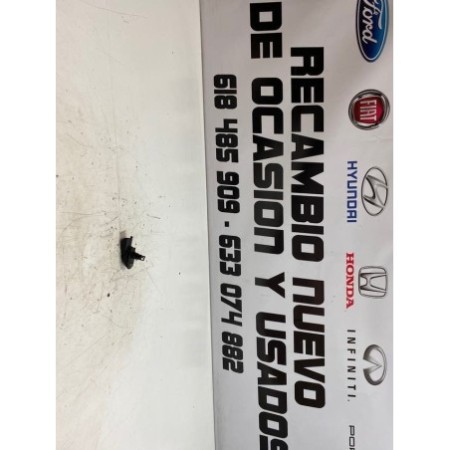 Ford
FIAT
HYUNDAI
HONDA
INFINITI.
RECAMBIO NUEVO
DE OCASION Y USADOS
618 485 909 - 633 074 882